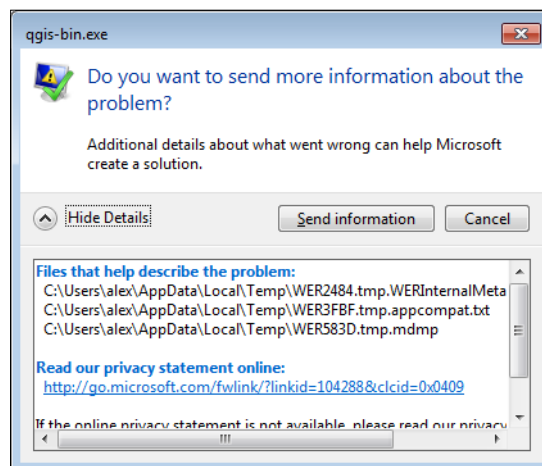 qgis-bin.exe
Do you want to send more information about the
problem?
Additional details about what went wrong can help Microsoft
create a solution.
Hide Details
Send information
Cancel
Files that help describe the problem:
C:\Users\alex\AppData\Local\Temp\WER2484.tmp.WERInternalMeta
C:\Users\alex\AppData\Local\Temp\WER3FBF.tmp.appcompat.txt
C:\Users\alex\AppData\Local\Temp\WER583D.tmp.mdmp
Read our privacy statement online:
http://go.microsoft.com/fwlink/?linkid=104288&clcid=0x0409
If the online privacy statement is not available, please read our privacy